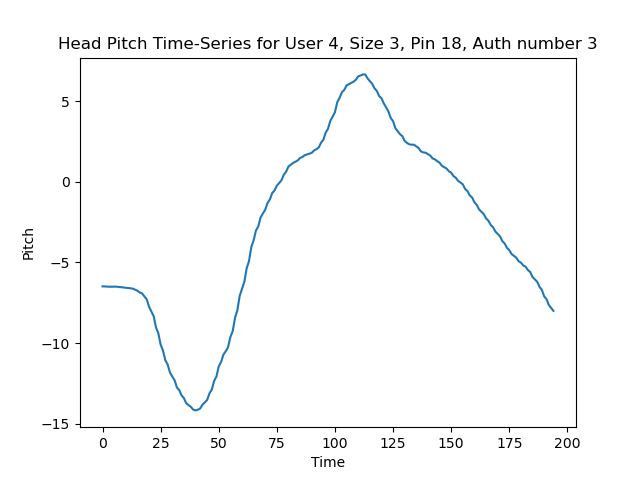 Head Pitch Time-Series for User 4, Size 3, Pin 18, Auth number 3
5
0
−5
−10
−15
Pitch
0 25 50 75 100 125 150 175 200
Time